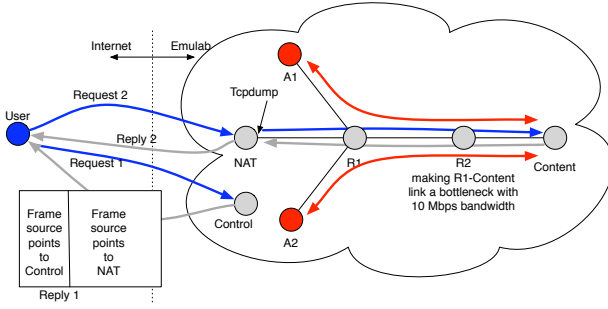 Internet
Emulab
A1
Request 2
Tcpdump
User
Reply 2
NAT
R1
R2
Content
Request 1
making R1-Content
link a bottleneck with
10 Mbps bandwidth
Control
A2
Frame
source
points
to
Control
Frame
source
points
to
NAT
Reply 1